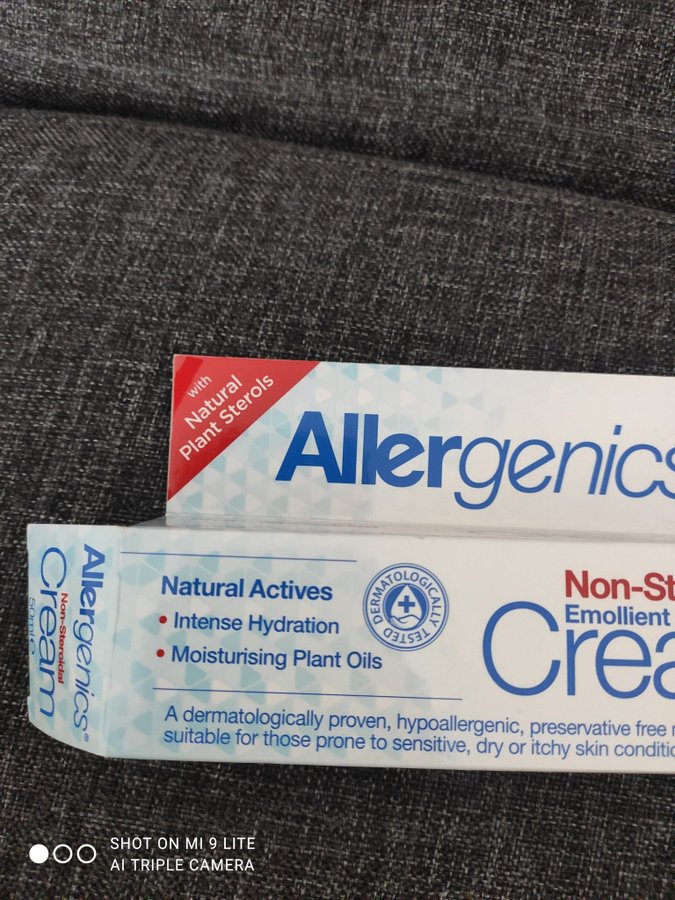 with
Natural
Plant Sterols
Allergenics
Natural Actives
• Intense Hydration
• Moisturising Plant Oils
DERMATOLOGICALLY TESTED
Non-St
Emollient
Crea
A dermatologically proven, hypoallergenic, preservative free
suitable for those prone to sensitive, dry or itchy skin conditio
Allergenics®
Non-Steroidal
Cream
50ml e
SHOT ON MI 9 LITE
AI TRIPLE CAMERA